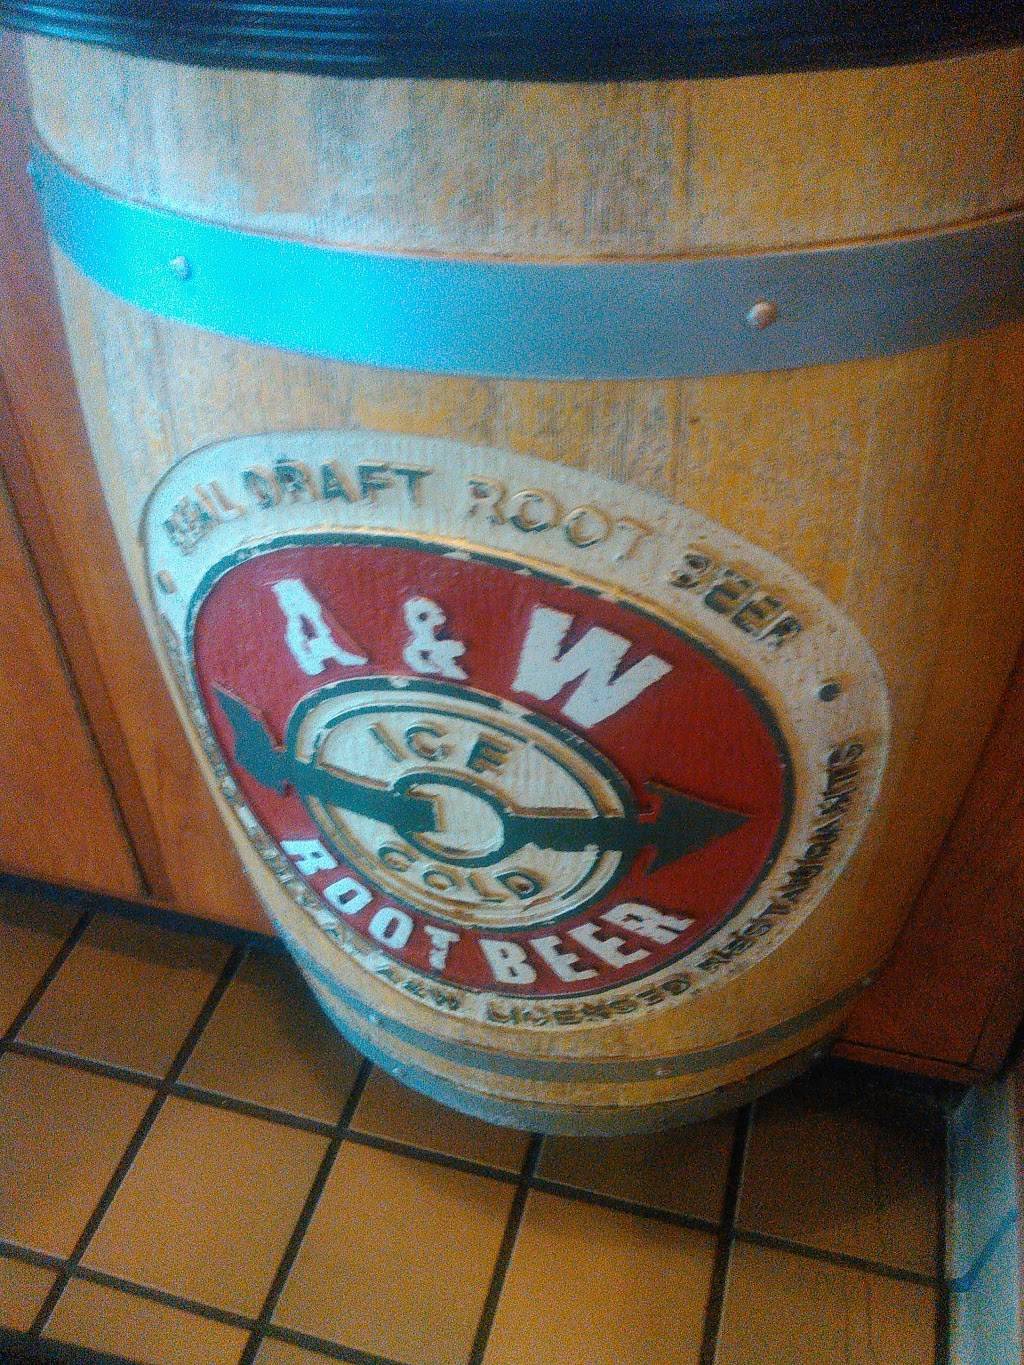 REAL DRAFT ROOT BEER
A & W
ICE
GOLD
ROOT BEER
LICENSED RESTAURANTS